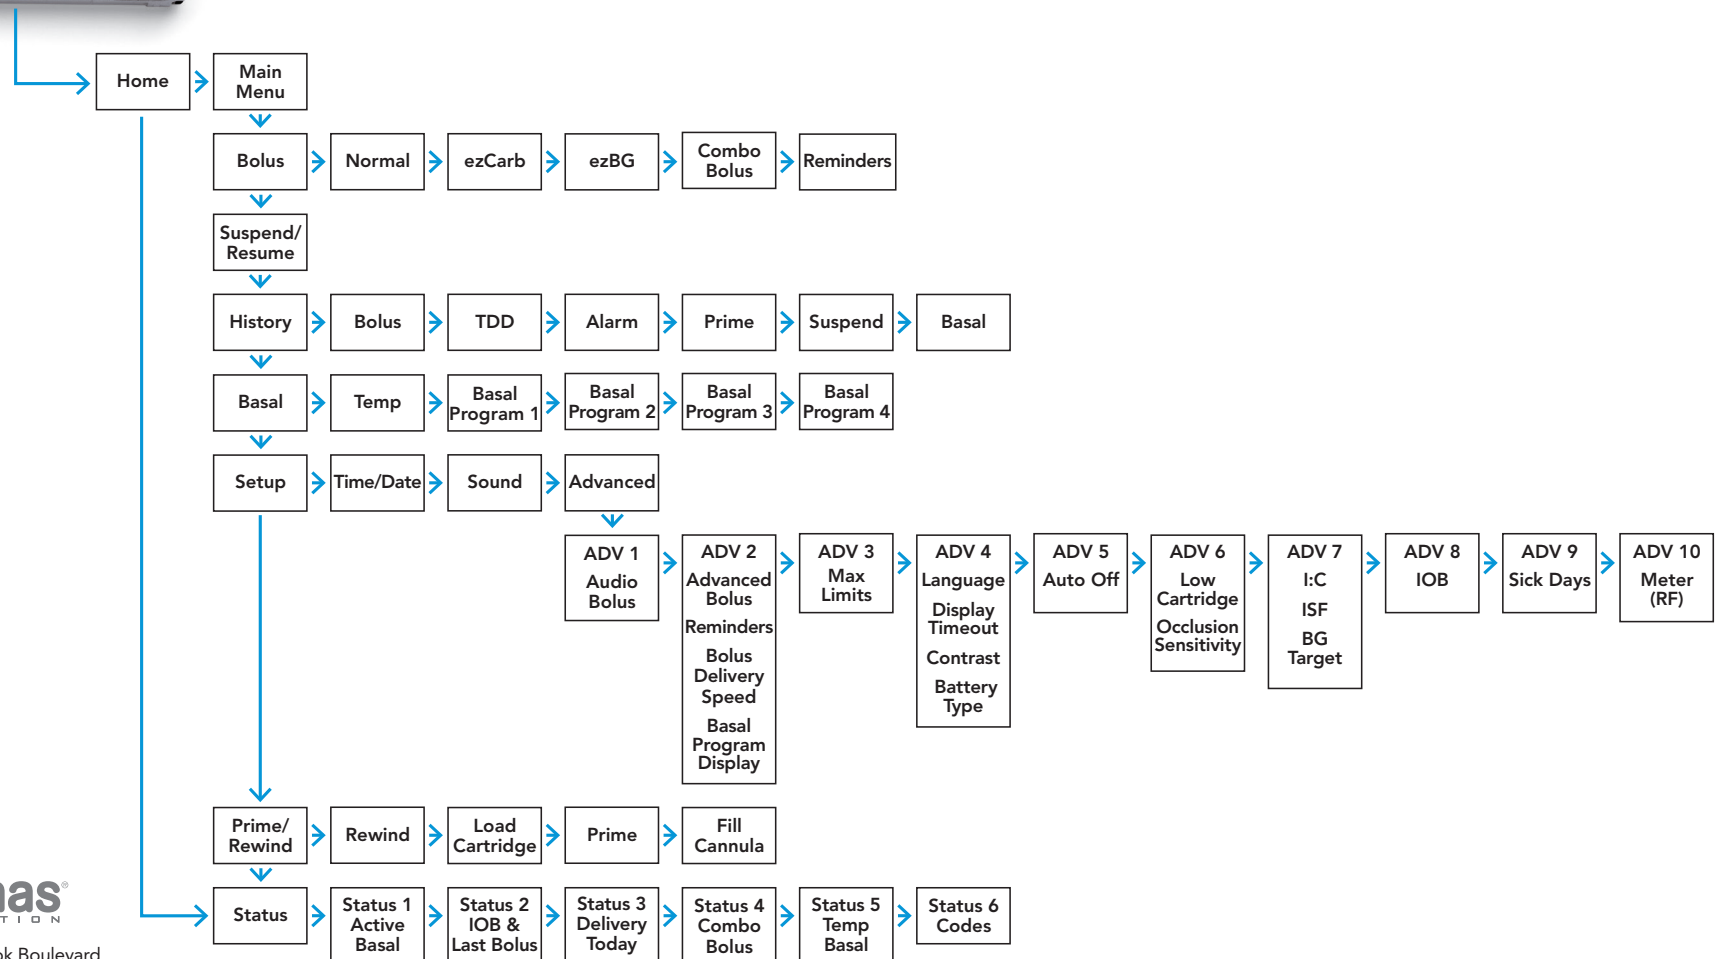 Home
Main
Menu
Bolus
Normal
ezCarb
ezBG
Combo
Bolus
Reminders
Suspend/
Resume
History
Bolus
TDD
Alarm
Prime
Suspend
Basal
Basal
Temp
Basal
Program 1
Basal
Program 2
Basal
Program 3
Basal
Program 4
Setup
Time/Date
Sound
Advanced
ADV 1
Audio
Bolus
ADV 2
Advanced
Bolus
Reminders
Bolus
Delivery
Speed
Basal
Program
Display
ADV 3
Max
Limits
ADV 4
Language
Display
Timeout
Contrast
Battery
Type
ADV 5
Auto Off
ADV 6
Low
Cartridge
Occlusion
Sensitivity
ADV 7
I:C
ISF
BG
Target
ADV 8
IOB
ADV 9
Sick Days
ADV 10
Meter
(RF)
Prime/
Rewind
Rewind
Load
Cartridge
Prime
Fill
Cannula
Status
Status 1
Active
Basal
Status 2
IOB &
Last Bolus
Status 3
Delivery
Today
Status 4
Combo
Bolus
Status 5
Temp
Basal
Status 6
Codes
nas®
TION
ok Boulevard